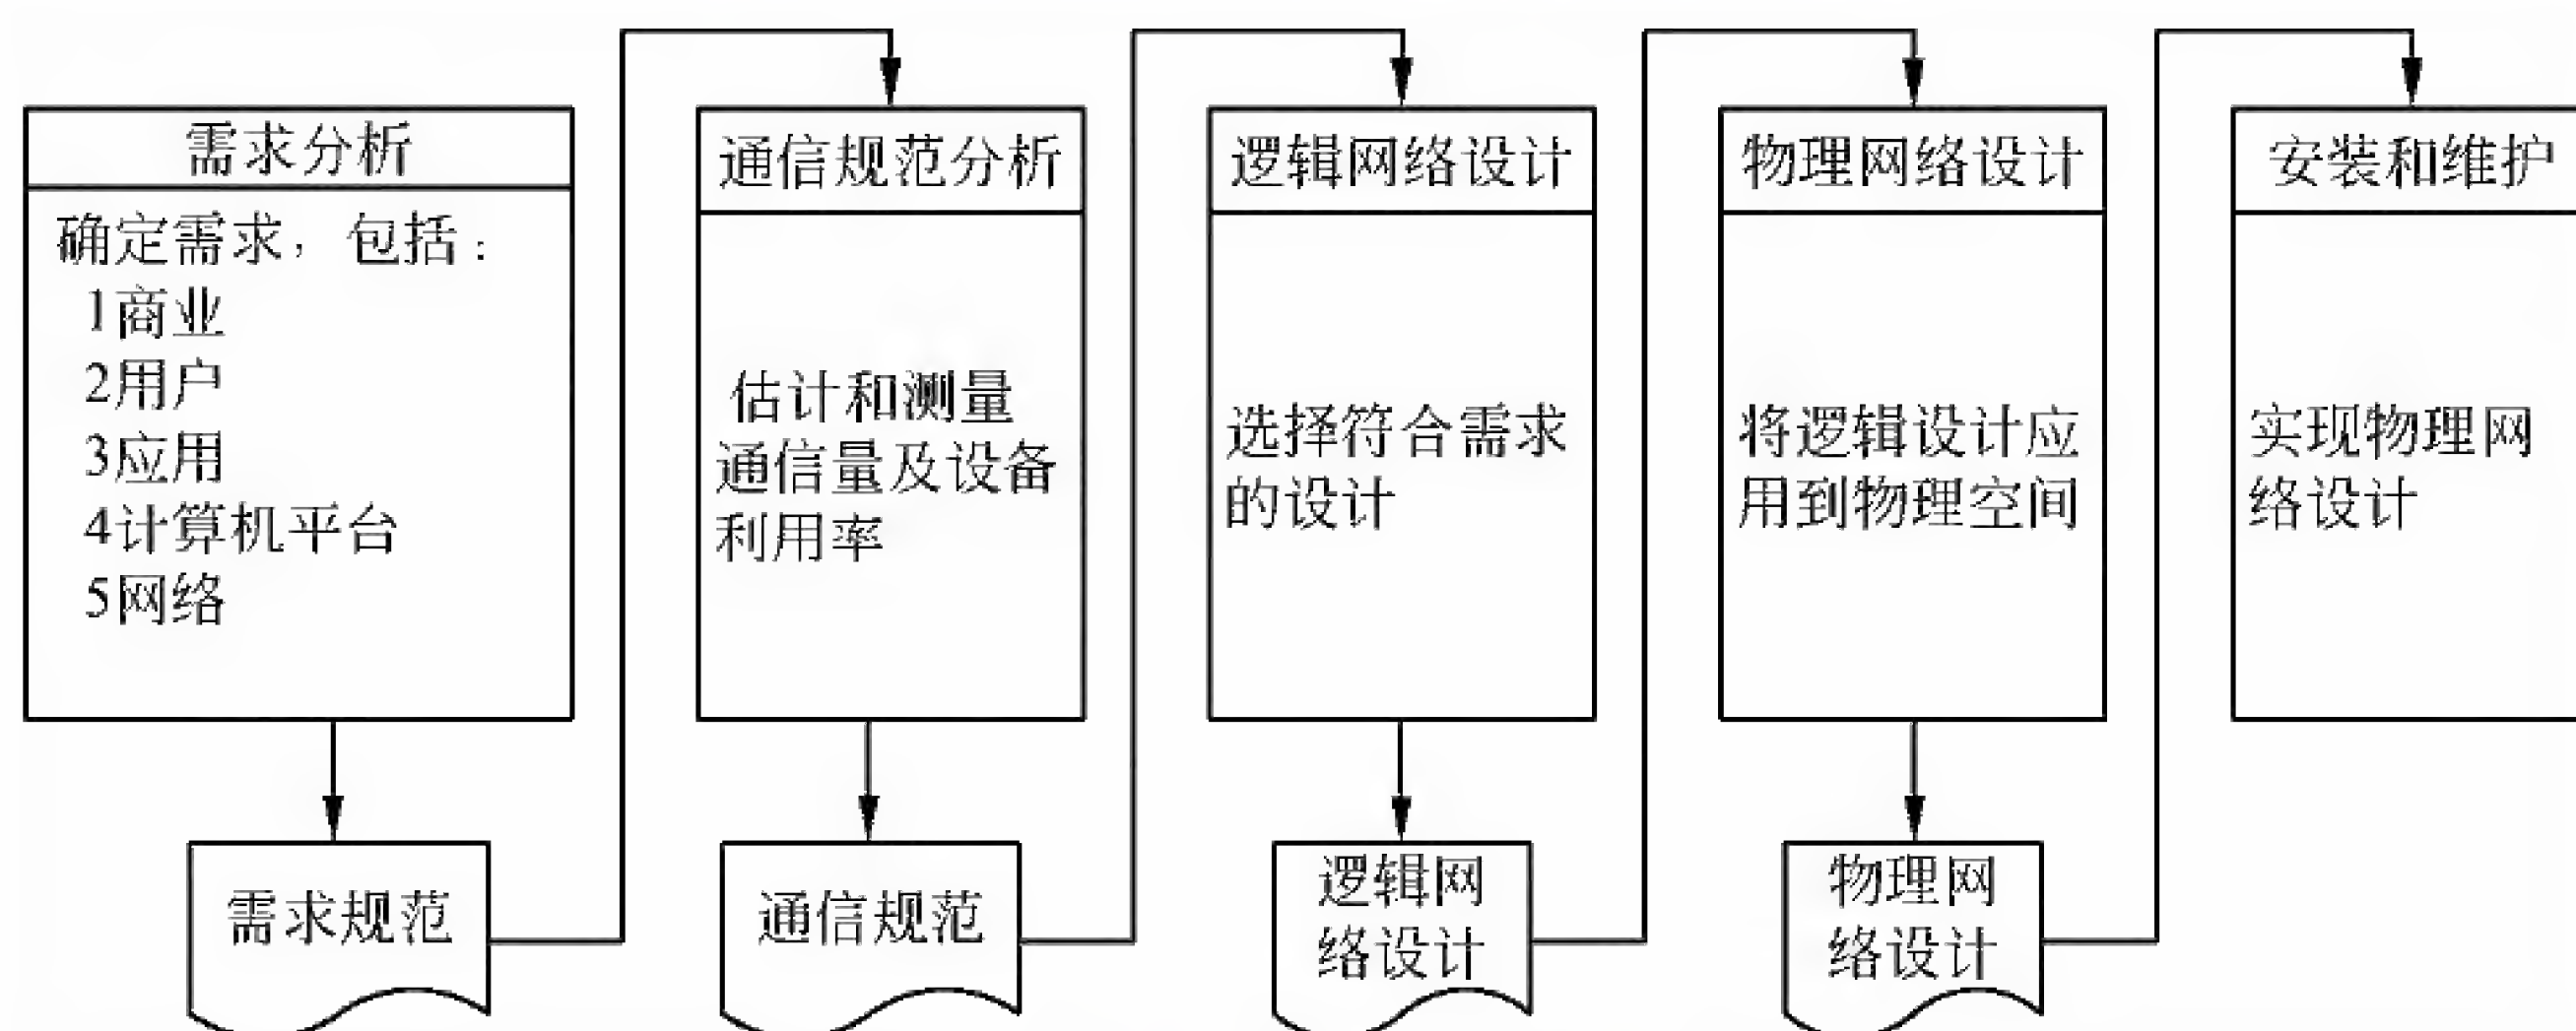 需求分析
确定需求，包括：
1商业
2用户
3应用
4计算机平台
5网络
需求规范
通信规范分析
估计和测量
通信量及设备
利用率
通信规范
逻辑网络设计
选择符合需求
的设计
逻辑网
络设计
物理网络设计
将逻辑设计应
用到物理空间
物理网
络设计
安装和维护
实现物理网
络设计